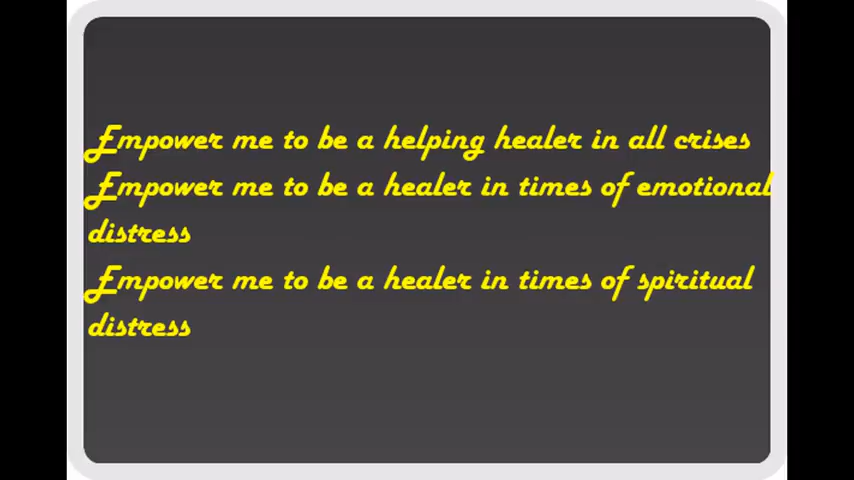 Empower me to be a helping healer in all crises
Empower me to be a healer in times of emotional
distress
Empower me to be a healer in times of spiritual
distress